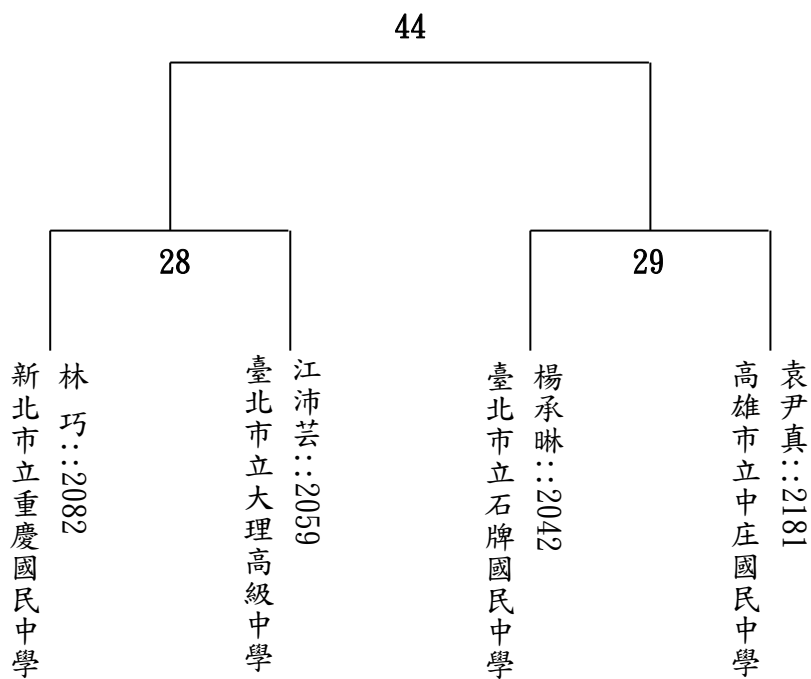 44
28
29
林 巧::2082
新北市立重慶國民中學
江沛芸::2059
臺北市立大理高級中學
楊承晽::2042
臺北市立石牌國民中學
袁尹真::2181
高雄市立中庄國民中學